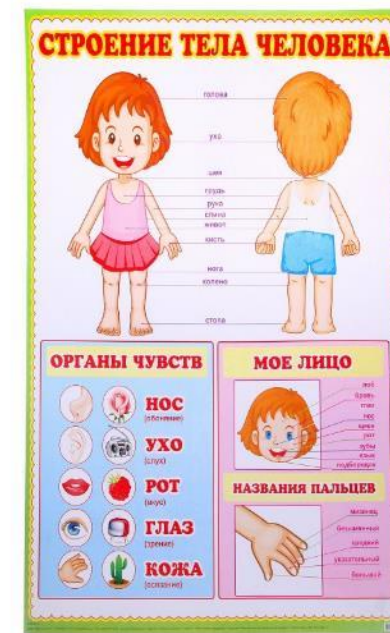 СТРОЕНИЕ ТЕЛА ЧЕЛОВЕКА
голова
ухо
шея
грудь
рука
спина
живот
кисть
нога
колено
стопа
ОРГАНЫ ЧУВСТВ
НОС
(обоняние)
УХО
(слух)
РОТ
(вкус)
ГЛАЗ
(зрение)
КОЖА
(осязание)
МОЕ ЛИЦО
лоб
бровь
глаз
нос
щека
рот
зубы
язык
подбородок
НАЗВАНИЯ ПАЛЬЦЕВ
мизинец
безымянный
средний
указательный
большой